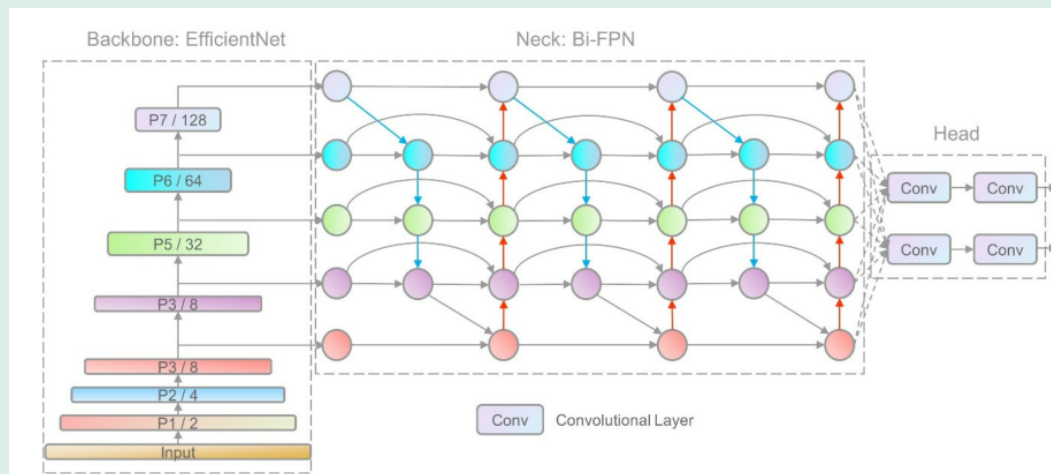 Backbone: EfficientNet
Neck: Bi-FPN
P7 / 128
P6 / 64
P5 / 32
P3 / 8
P3 / 8
P2 / 4
P1 / 2
Input
Head
Conv
Conv
Conv
Conv
Conv
Convolutional Layer